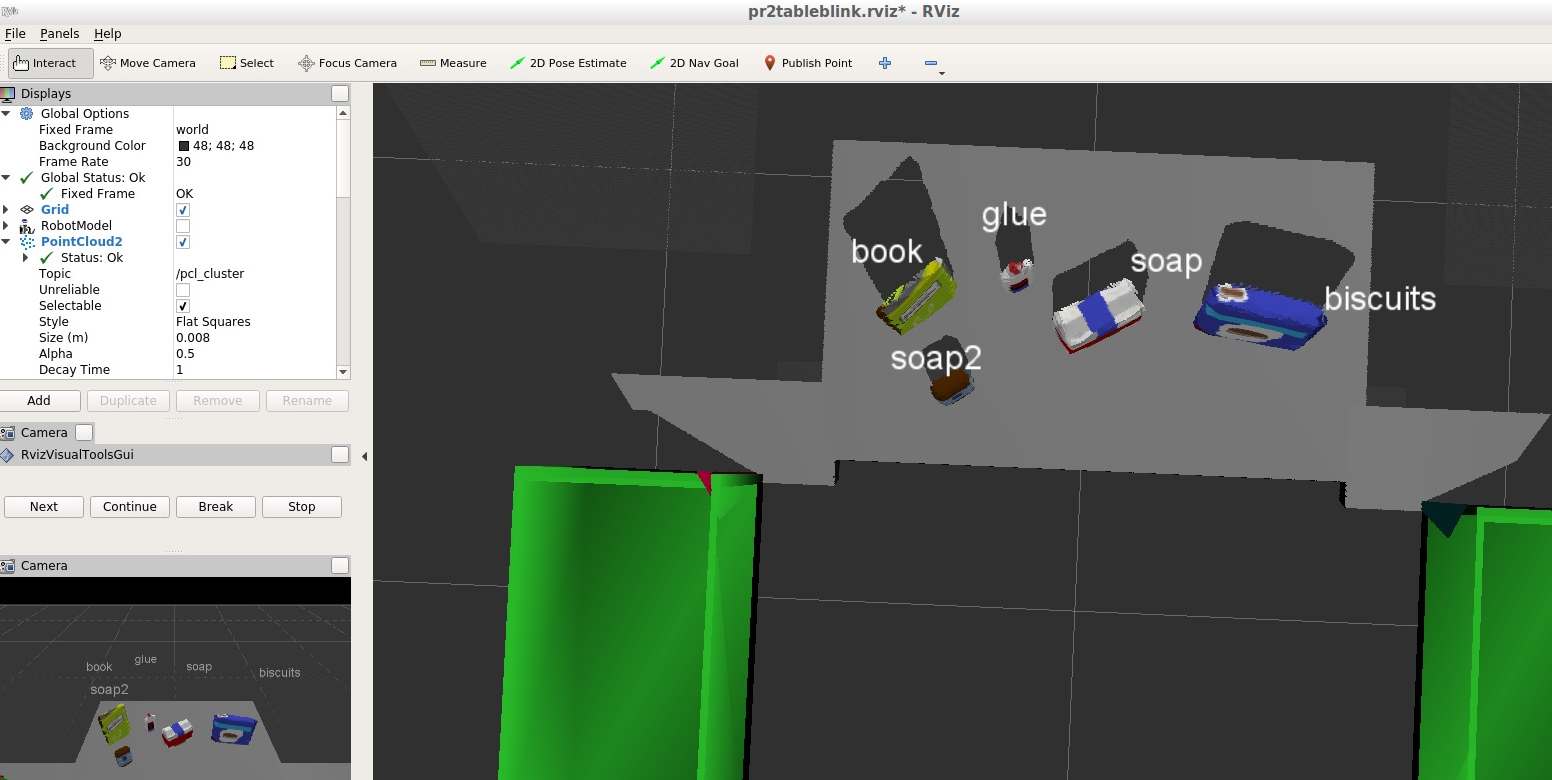 RViz
pr2tableblink.rviz* - RViz
File Panels Help
Interact Move Camera Select Focus Camera Measure 2D Pose Estimate 2D Nav Goal Publish Point
Displays
Global Options
Fixed Frame world
Background Color 48; 48; 48
Frame Rate 30
Global Status: Ok
Fixed Frame OK
Grid
RobotModel
PointCloud2
Status: Ok
Topic /pcl_cluster
Unreliable
Selectable
Style Flat Squares
Size (m) 0.008
Alpha 0.5
Decay Time 1
Add Duplicate Remove Rename
Camera
RvizVisualToolsGui
Next Continue Break Stop
Camera
book glue soap biscuits
soap2
glue
book
soap
biscuits
soap2